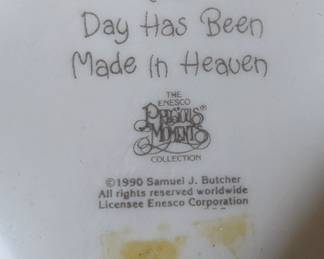 Day Has Been
Made In Heaven
THE
ENESCO
Precious®
Moments
COLLECTION
©1990 Samuel J. Butcher
All rights reserved worldwide
Licensee Enesco Corporation